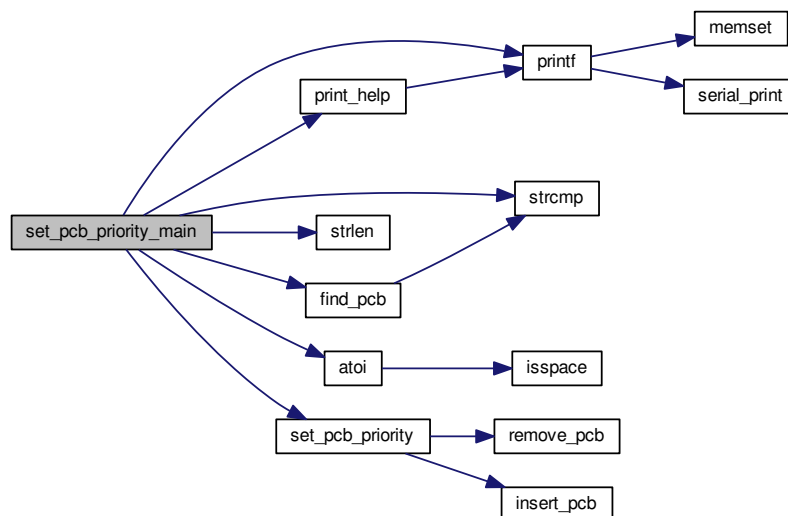 memset
printf
print_help
serial_print
strcmp
set_pcb_priority_main
strlen
find_pcb
atoi
isspace
set_pcb_priority
remove_pcb
insert_pcb